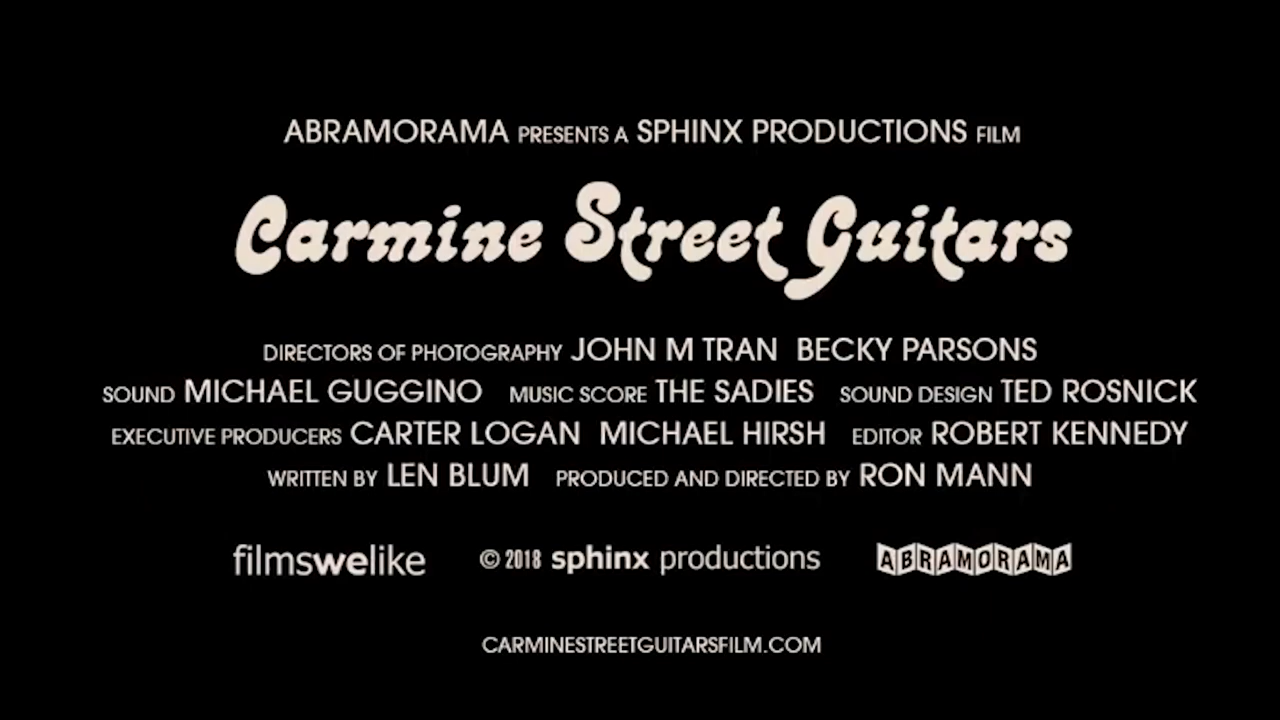 ABRAMORAMA PRESENTS A SPHINX PRODUCTIONS FILM
Carmine Street Guitars
DIRECTORS OF PHOTOGRAPHY JOHN M TRAN BECKY PARSONS
SOUND MICHAEL GUGGINO MUSIC SCORE THE SADIES SOUND DESIGN TED ROSNICK
EXECUTIVE PRODUCERS CARTER LOGAN MICHAEL HIRSH EDITOR ROBERT KENNEDY
WRITTEN BY LEN BLUM PRODUCED AND DIRECTED BY RON MANN
filmswelike © 2018 sphinx productions ABRAMORAMA
CARMINESTREETGUITARSFILM.COM